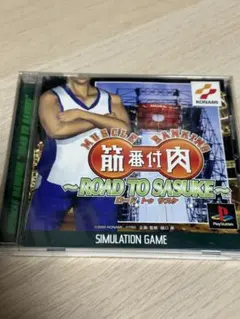 KONAMI
MUSCLE RANKING
筋肉番付
～ROAD TO SASUKE～
ロード トゥ サスケ
PlayStation
SIMULATION GAME